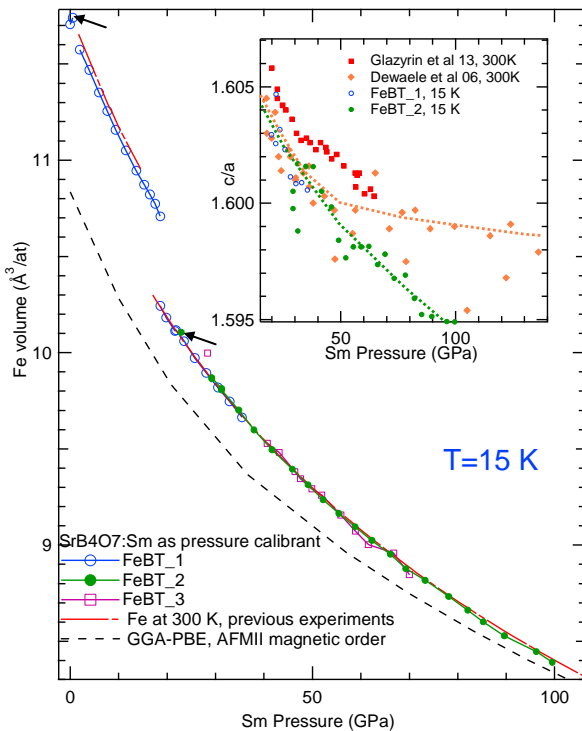 11
10
9
Fe volume (Å³/at)
0
50
100
Sm Pressure (GPa)
1.605
1.600
1.595
c/a
50
100
Sm Pressure (GPa)
Glazyrin et al 13, 300K
Dewaele et al 06, 300K
FeBT_1, 15 K
FeBT_2, 15 K
T=15 K
SrB4O7:Sm as pressure calibrant
FeBT_1
FeBT_2
FeBT_3
Fe at 300 K, previous experiments
GGA-PBE, AFMII magnetic order